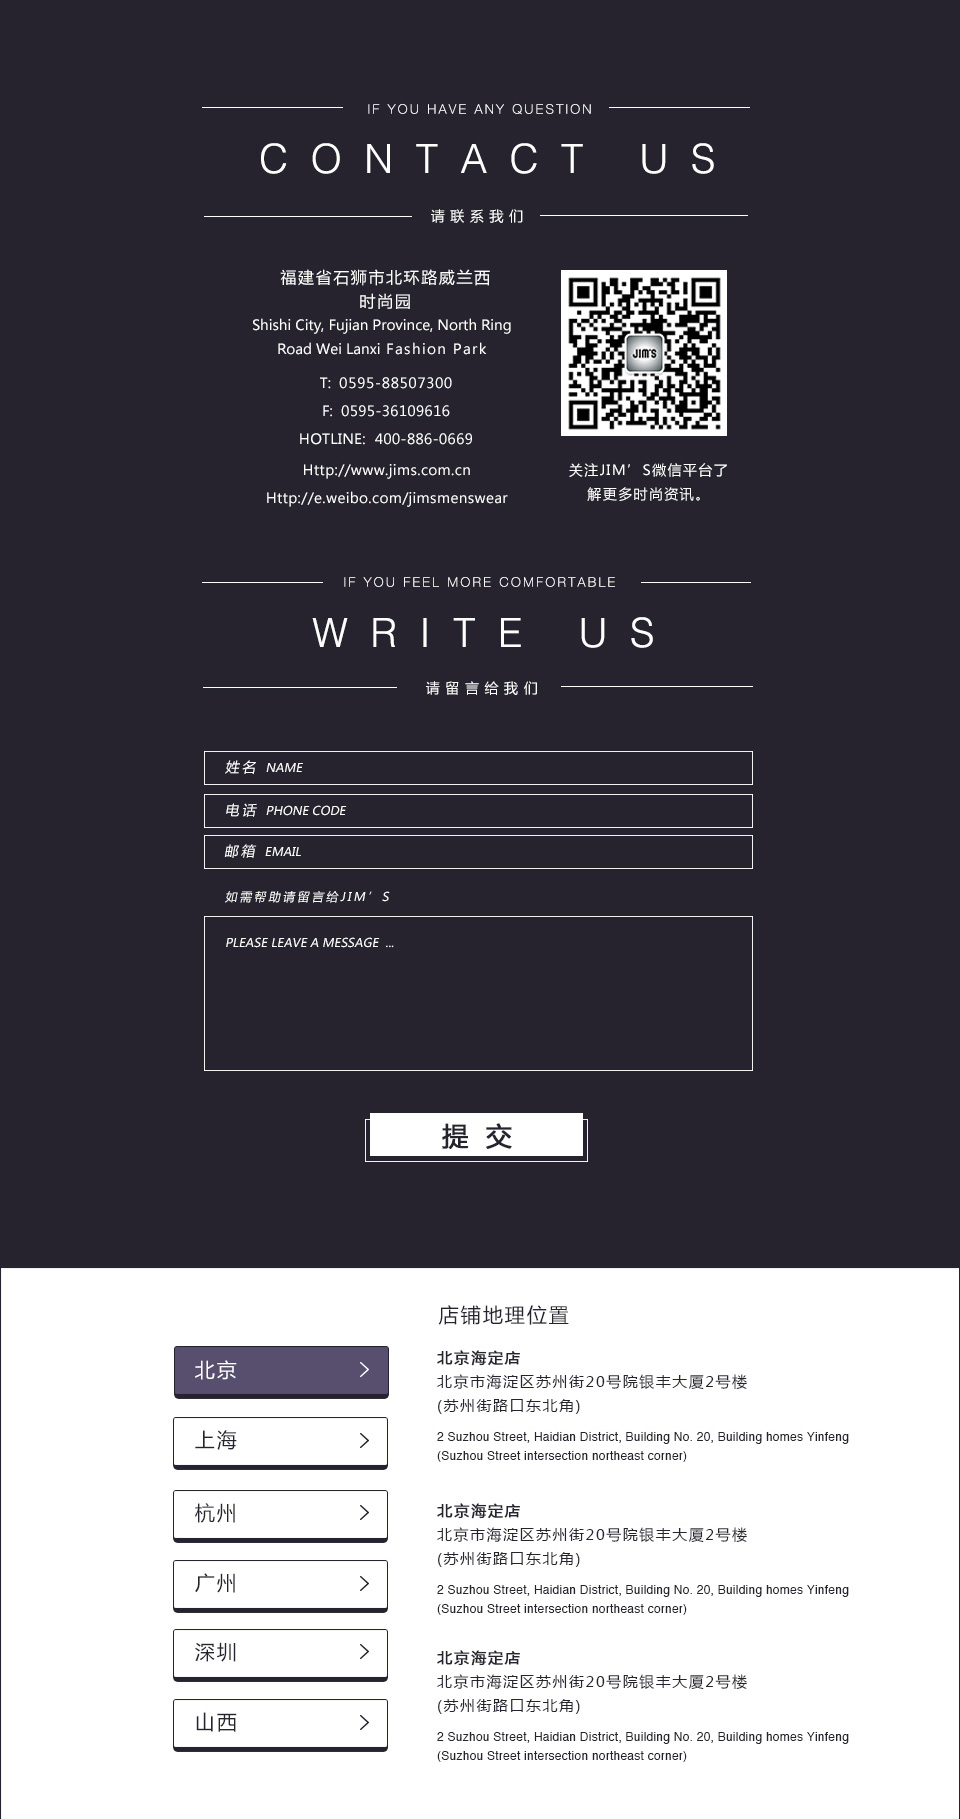 IF YOU HAVE ANY QUESTION
CONTACT US
请联系我们
福建省石狮市北环路威兰西
时尚园
Shishi City, Fujian Province, North Ring
Road Wei Lanxi Fashion Park
T: 0595-88507300
F: 0595-36109616
HOTLINE: 400-886-0669
Http://www.jims.com.cn
Http://e.weibo.com/jimsmenswear
JIM'S
关注JIM’S微信平台了
解更多时尚资讯。
IF YOU FEEL MORE COMFORTABLE
WRITE US
请留言给我们
姓名 NAME
电话 PHONE CODE
邮箱 EMAIL
如需帮助请留言给JIM’S
PLEASE LEAVE A MESSAGE ...
提交
北京
上海
杭州
广州
深圳
山西
店铺地理位置
北京海定店
北京市海淀区苏州街20号院银丰大厦2号楼
(苏州街路口东北角)
2 Suzhou Street, Haidian District, Building No. 20, Building homes Yinfeng
(Suzhou Street intersection northeast corner)
北京海定店
北京市海淀区苏州街20号院银丰大厦2号楼
(苏州街路口东北角)
2 Suzhou Street, Haidian District, Building No. 20, Building homes Yinfeng
(Suzhou Street intersection northeast corner)
北京海定店
北京市海淀区苏州街20号院银丰大厦2号楼
(苏州街路口东北角)
2 Suzhou Street, Haidian District, Building No. 20, Building homes Yinfeng
(Suzhou Street intersection northeast corner)